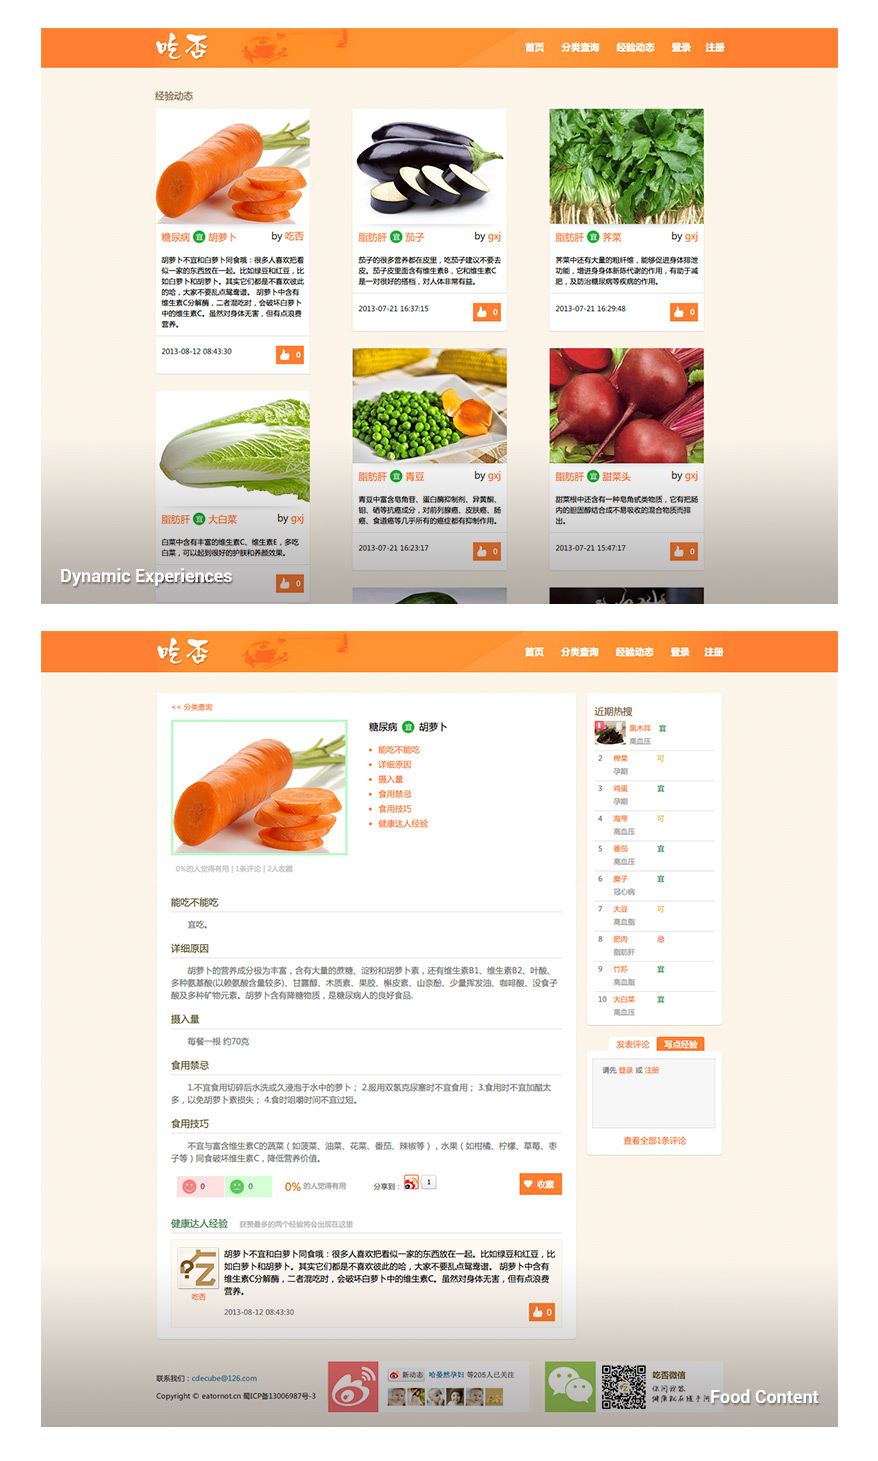 吃否
首页 分类查询 经验动态 登录 注册
经验动态
糖尿病 宜 胡萝卜 by 吃否
胡萝卜不宜和白萝卜同食哦：很多人喜欢把看
似一家的东西放在一起。比如绿豆和红豆，比
如白萝卜和胡萝卜。其实它们都是不喜欢彼此
的哈，大家不要乱点鸳鸯谱。 胡萝卜中含有
维生素C分解酶，二者混吃时，会破坏白萝卜
中的维生素C。虽然对身体无害，但有点浪费
营养。
2013-08-12 08:43:30 0
脂肪肝 宜 茄子 by gxj
茄子的很多营养都在皮里，吃茄子建议不要去
皮。茄子皮里面含有维生素B，它和维生素C
是一对很好的搭档，对人体非常有益。
2013-07-21 16:37:15 0
脂肪肝 宜 荠菜 by gxj
荠菜中还有大量的粗纤维，能够促进身体排泄
功能，增进身身体新陈代谢的作用，有助于减
肥，及防治糖尿病等疾病的作用。
2013-07-21 16:29:48 0
脂肪肝 宜 大白菜 by gxj
白菜中含有丰富的维生素C、维生素E，多吃
白菜，可以起到很好的护肤和养颜效果。
0
脂肪肝 宜 青豆 by gxj
青豆中富含皂角苷、蛋白酶抑制剂、异黄酮、
钼、硒等抗癌成分，对前列腺癌、皮肤癌、肠
癌、食道癌等几乎所有的癌症都有抑制作用。
2013-07-21 16:23:17 0
脂肪肝 宜 甜菜头 by gxj
甜菜根中还含有一种皂角甙类物质，它有把肠
内的胆固醇结合成不易吸收的混合物质而排
出。
2013-07-21 15:47:17 0
Dynamic Experiences
吃否
首页 分类查询 经验动态 登录 注册
<< 分类查询
糖尿病 宜 胡萝卜
能吃不能吃
详细原因
摄入量
食用禁忌
食用技巧
健康达人经验
0%的人觉得有用 | 1条评论 | 2人收藏
能吃不能吃
宜吃。
详细原因
胡萝卜的营养成分极为丰富，含有大量的蔗糖、淀粉和胡萝卜素，还有维生素B1、维生素B2、叶酸、
多种氨基酸(以赖氨酸含量较多)、甘露醇、木质素、果胶、槲皮素、山奈酚、少量挥发油、咖啡酸、没食子
酸及多种矿物元素。胡萝卜含有降糖物质，是糖尿病人的良好食品.
摄入量
每餐一根 约70克
食用禁忌
1.不宜食用切碎后水洗或久浸泡于水中的萝卜； 2.服用双氢克尿塞时不宜食用； 3.食用时不宜加醋太
多，以免胡萝卜素损失； 4.食时咀嚼时间不宜过短。
食用技巧
不宜与富含维生素C的蔬菜（如菠菜、油菜、花菜、番茄、辣椒等），水果（如柑橘、柠檬、草莓、枣
子等）同食破坏维生素C，降低营养价值。
0 0 0% 的人觉得有用 分享到： 1 收藏
健康达人经验 获赞最多的两个经验将会出现在这里
胡萝卜不宜和白萝卜同食哦：很多人喜欢把看似一家的东西放在一起。比如绿豆和红豆，比
如白萝卜和胡萝卜。其实它们都是不喜欢彼此的哈，大家不要乱点鸳鸯谱。 胡萝卜中含有
维生素C分解酶，二者混吃时，会破坏白萝卜中的维生素C。虽然对身体无害，但有点浪费
营养。
吃否
2013-08-12 08:43:30 0
近期热搜
1 黑木耳 宜
高血压
2 榨菜 可
孕期
3 鸡蛋 宜
孕期
4 海带 可
高血压
5 番茄 宜
高血压
6 糜子 宜
冠心病
7 大豆 可
高血脂
8 肥肉 忌
脂肪肝
9 竹荪 宜
高血脂
10 大白菜 宜
高血压
发表评论 写点经验
请先 登录 或 注册
查看全部1条评论
联系我们：cdecube@126.com
Copyright © eatornot.cn 蜀ICP备13006987号-3
新动态 哈曼然孕妇 等205人已关注
吃否微信
Food Content